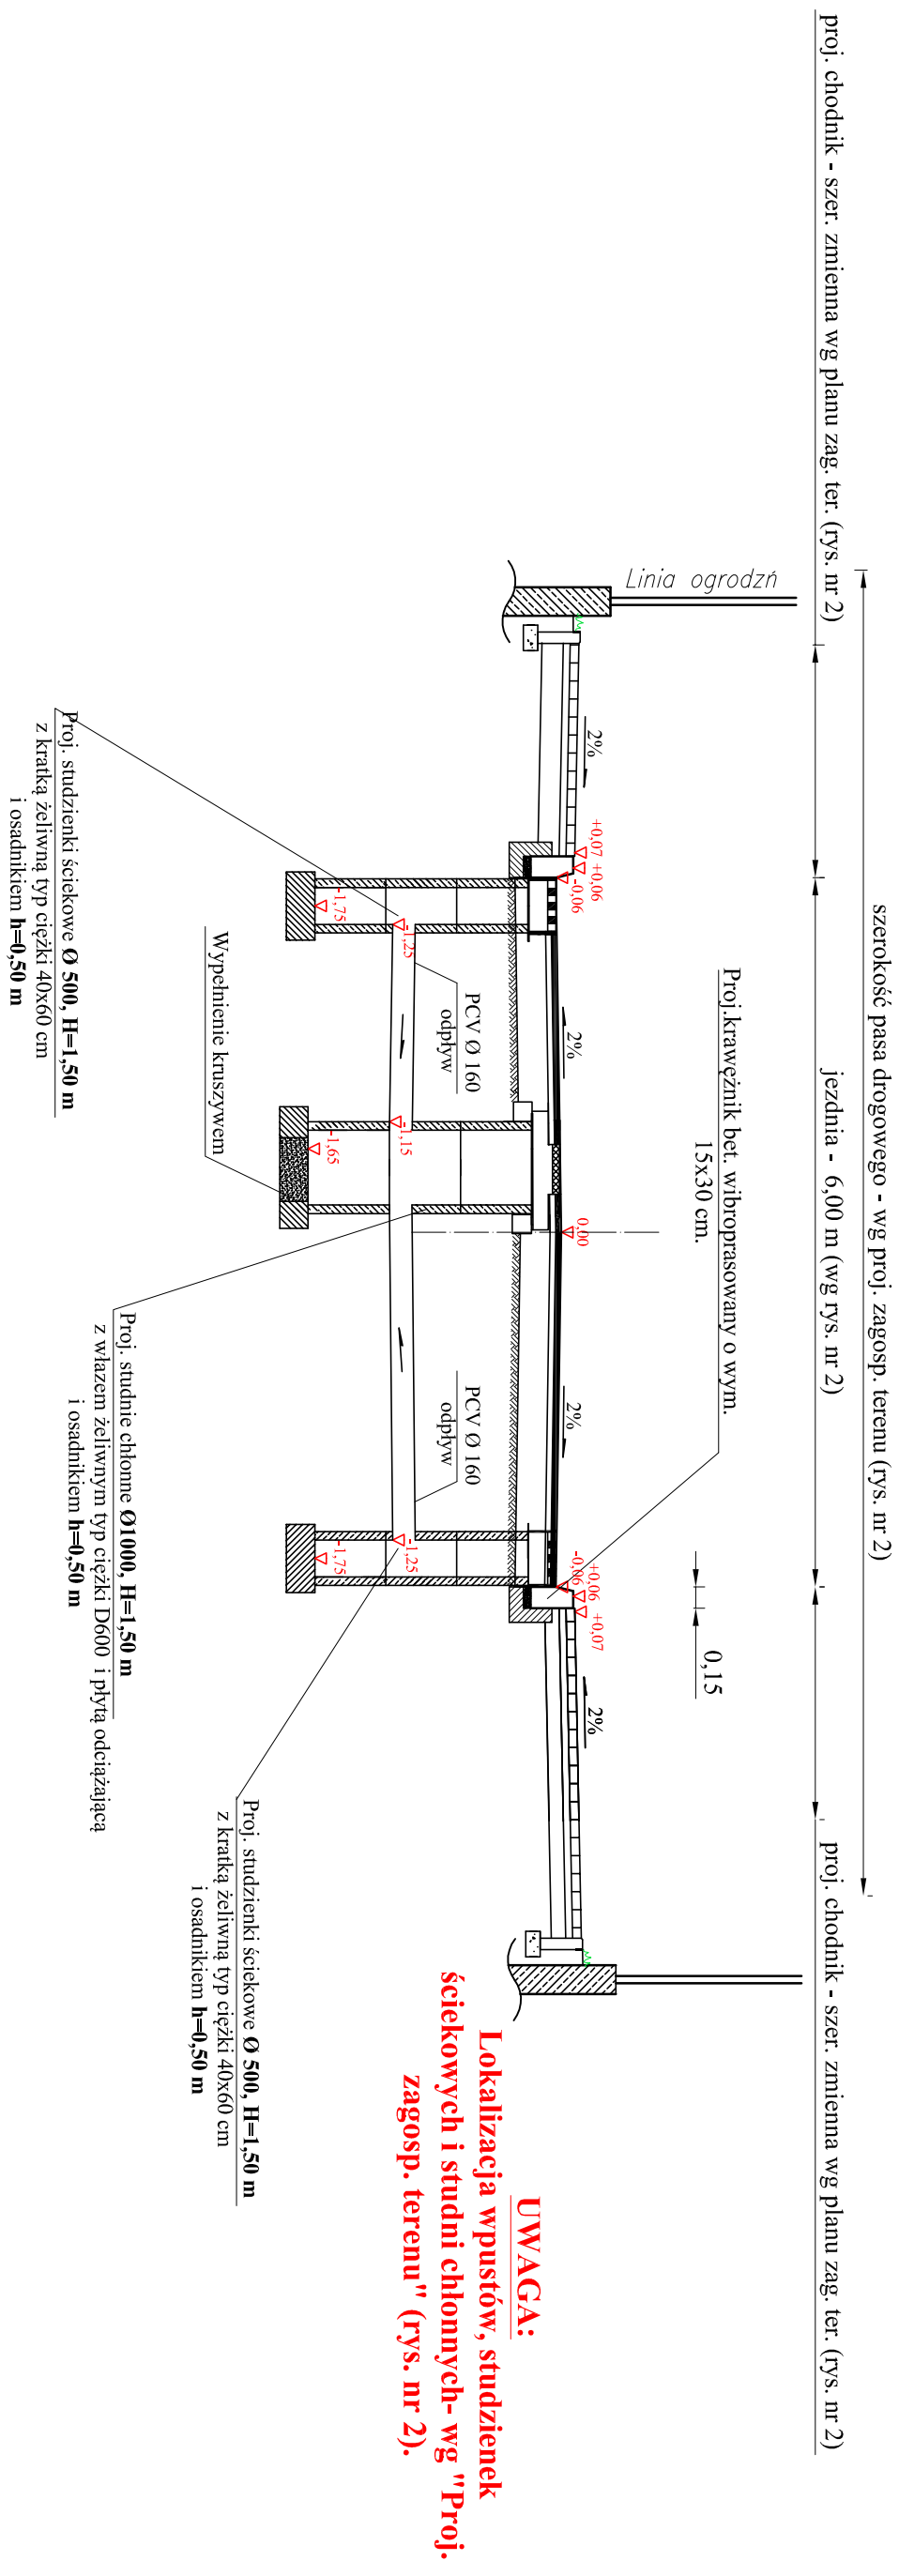 szerokość pasa drogowego - wg proj. zagosp. terenu (rys. nr 2)
proj. chodnik - szer. zmienna wg planu zag. ter. (rys. nr 2)
jezdnia - 6,00 m (wg rys. nr 2)
proj. chodnik - szer. zmienna wg planu zag. ter. (rys. nr 2)
Linia ogrodzń
Proj.krawężnik bet. wibroprasowany o wym.
15x30 cm.
0,15
2%
+0,07
+0,06
-0,06
2%
0,00
2%
+0,06
-0,06
+0,07
2%
PCV Ø 160
odpływ
PCV Ø 160
odpływ
-1,25
-1,75
-1,15
-1,65
-1,25
-1,75
Wypełnienie kruszywem
Proj. studzienki ściekowe Ø 500, H=1,50 m
z kratką żeliwną typ ciężki 40x60 cm
i osadnikiem h=0,50 m
Proj. studnie chłonne Ø1000, H=1,50 m
z włazem żeliwnym typ ciężki D600 i płytą odciążającą
i osadnikiem h=0,50 m
Proj. studzienki ściekowe Ø 500, H=1,50 m
z kratką żeliwną typ ciężki 40x60 cm
i osadnikiem h=0,50 m
UWAGA:
Lokalizacja wpustów, studzienek
ściekowych i studni chłonnych- wg "Proj.
zagosp. terenu" (rys. nr 2).